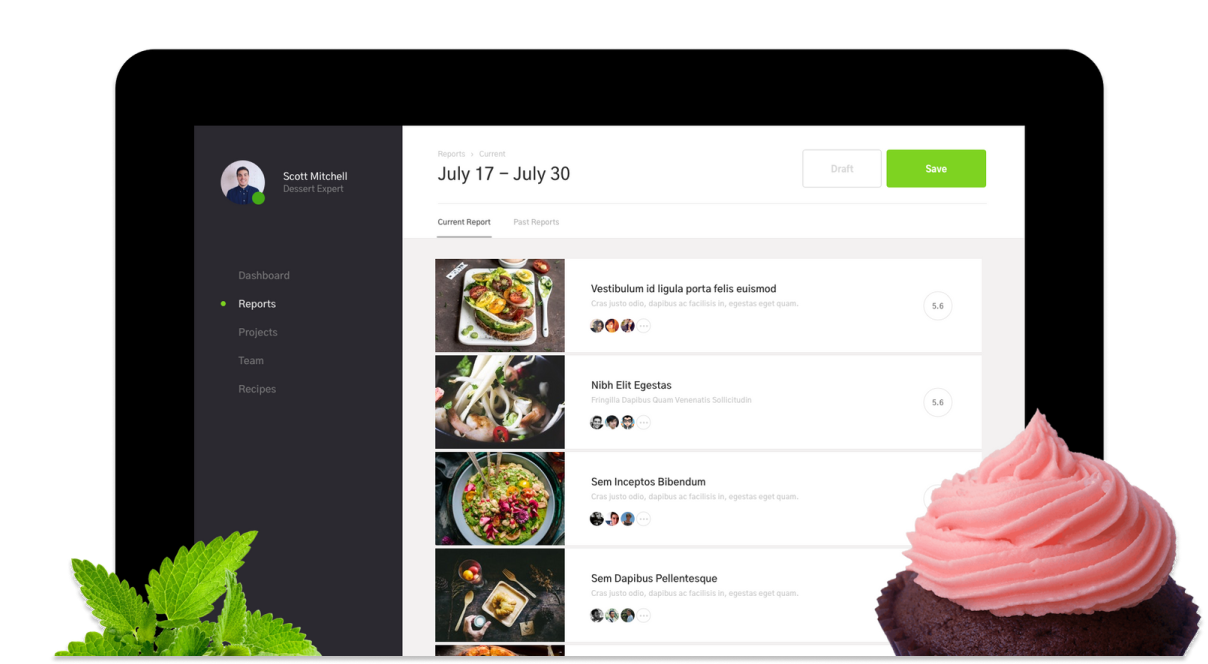 Scott Mitchell
Dessert Expert
Dashboard
Reports
Projects
Team
Recipes
Reports › Current
July 17 – July 30
Draft
Save
Current Report
Past Reports
Vestibulum id ligula porta felis euismod
Cras justo odio, dapibus ac facilisis in, egestas eget quam.
5.6
Nibh Elit Egestas
Fringilla Dapibus Quam Venenatis Sollicitudin
5.6
Sem Inceptos Bibendum
Cras justo odio, dapibus ac facilisis in, egestas eget quam.
Sem Dapibus Pellentesque
Cras justo odio, dapibus ac facilisis in, egestas eget quam.